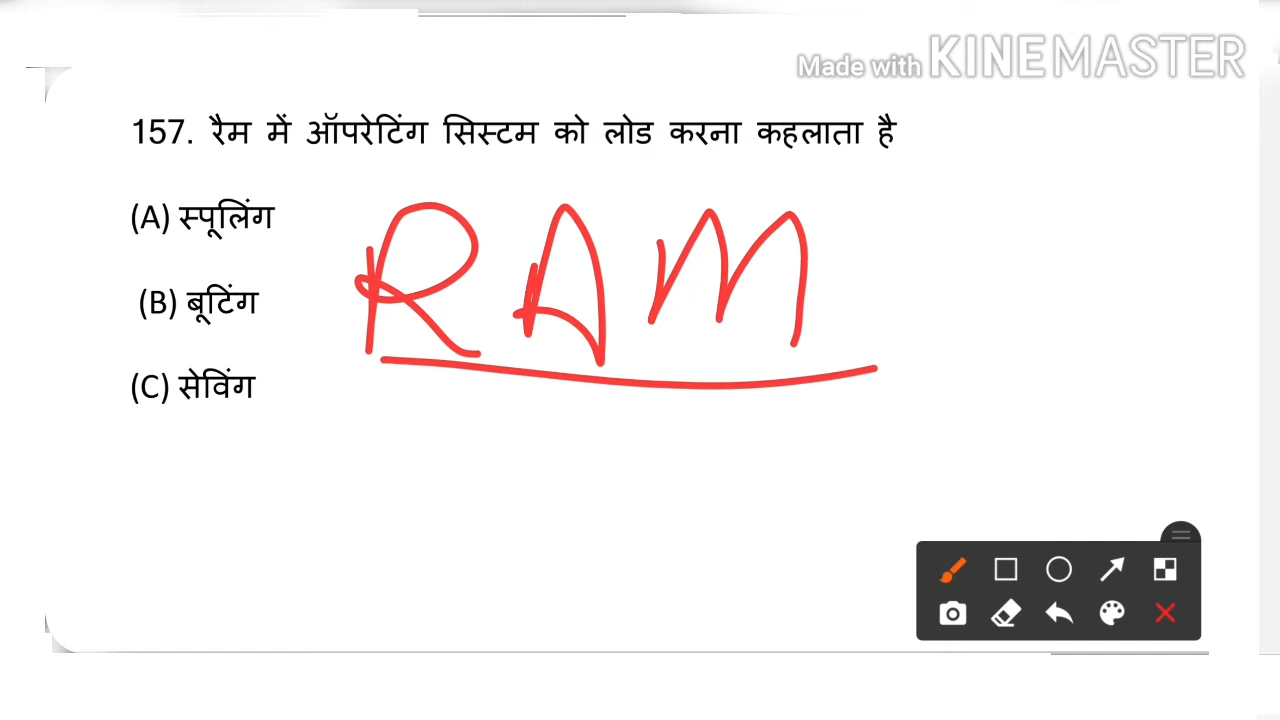 Made with KINEMASTER
157. रैम में ऑपरेटिंग सिस्टम को लोड करना कहलाता है
(A) स्पूलिंग
RAM
(B) बूटिंग
(C) सेविंग